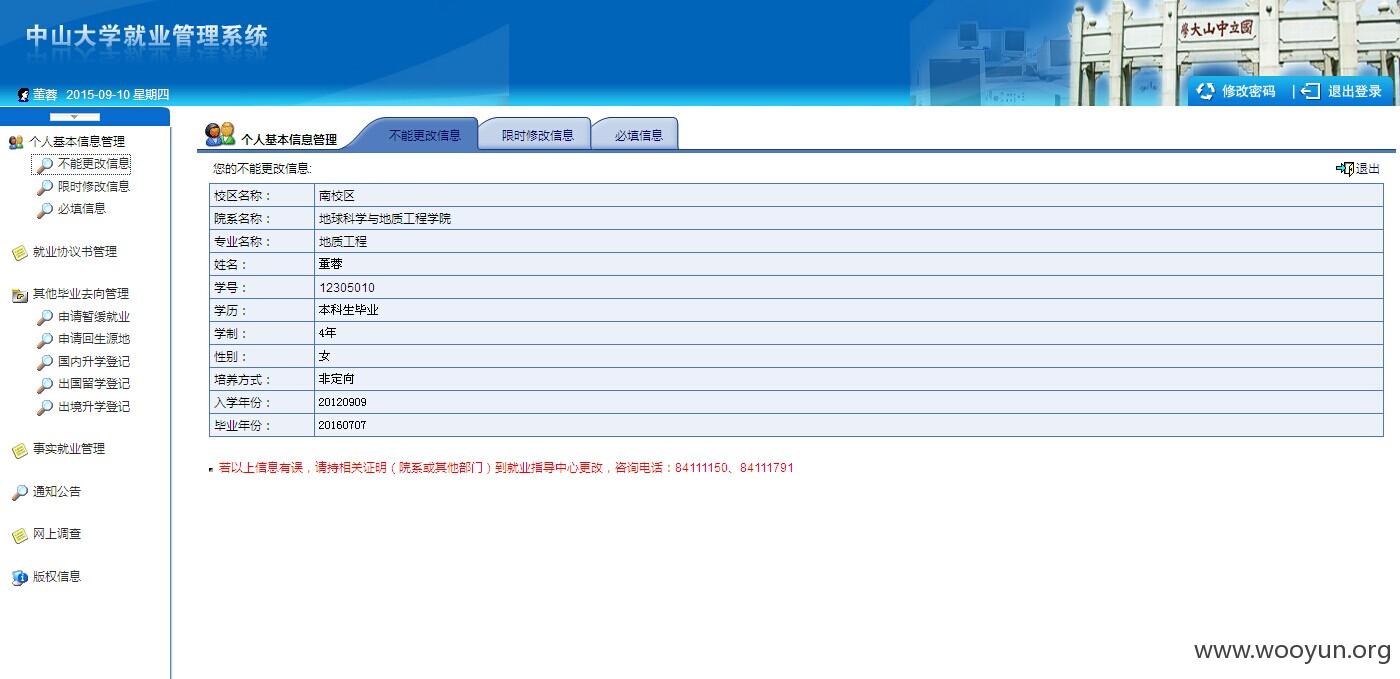 中山大学就业管理系统
國立中山大學
董蓉 2015-09-10 星期四
修改密码 | 退出登录
个人基本信息管理
不能更改信息
限时修改信息
必填信息
就业协议书管理
其他毕业去向管理
申请暂缓就业
申请回生源地
国内升学登记
出国留学登记
出境升学登记
事实就业管理
通知公告
网上调查
版权信息
个人基本信息管理 不能更改信息 限时修改信息 必填信息
您的不能更改信息: 退出
校区名称: 南校区
院系名称: 地球科学与地质工程学院
专业名称: 地质工程
姓名: 董蓉
学号: 12305010
学历: 本科生毕业
学制: 4年
性别: 女
培养方式: 非定向
入学年份: 20120909
毕业年份: 20160707
若以上信息有误，请持相关证明（院系或其他部门）到就业指导中心更改，咨询电话：84111150、84111791
www.wooyun.org